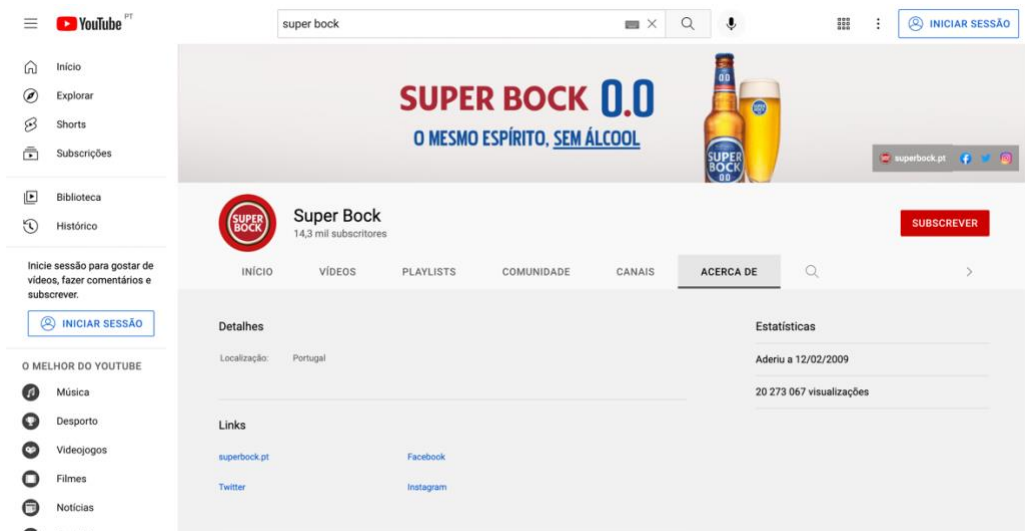 YouTube PT
super bock
INICIAR SESSÃO
Início
Explorar
Shorts
Subscrições
Biblioteca
Histórico
Inicie sessão para gostar de
vídeos, fazer comentários e
subscrever.
INICIAR SESSÃO
O MELHOR DO YOUTUBE
Música
Desporto
Videojogos
Filmes
Notícias
SUPER BOCK 0.0
O MESMO ESPÍRITO, SEM ÁLCOOL
0.0
SUPER
BOCK
0.0
superbock.pt
SUPER
BOCK
Super Bock
14,3 mil subscritores
SUBSCREVER
INÍCIO
VÍDEOS
PLAYLISTS
COMUNIDADE
CANAIS
ACERCA DE
Detalhes
Localização: Portugal
Links
superbock.pt Facebook
Twitter Instagram
Estatísticas
Aderiu a 12/02/2009
20 273 067 visualizações